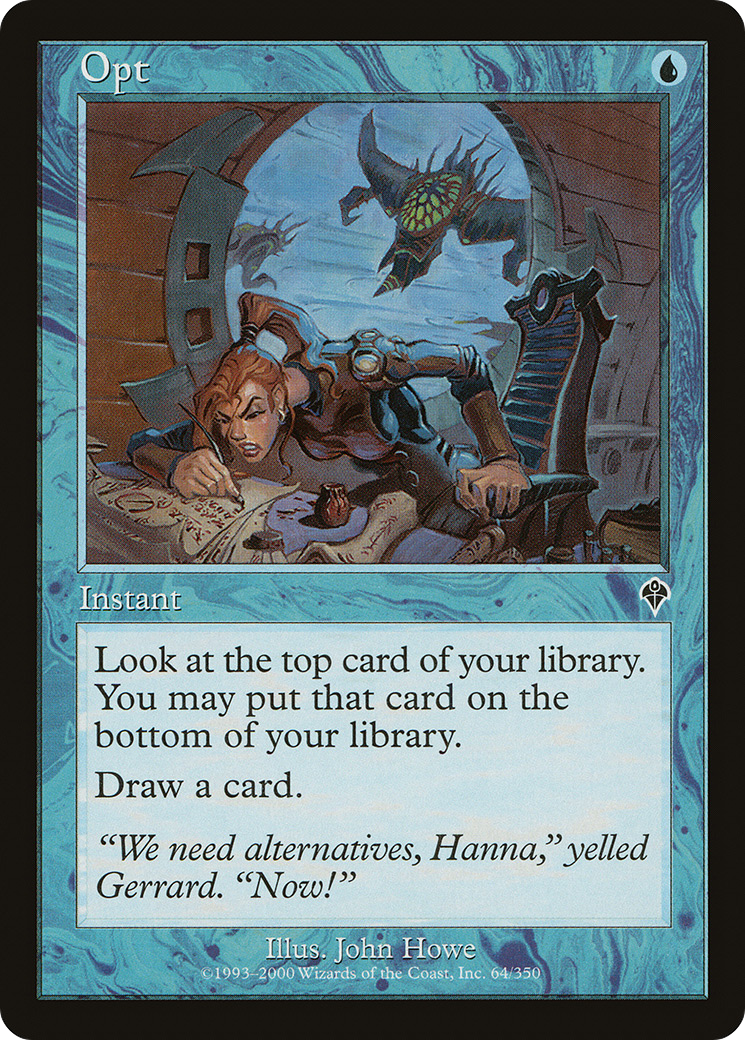 Opt
Instant
Look at the top card of your library.
You may put that card on the
bottom of your library.
Draw a card.
“We need alternatives, Hanna,” yelled
Gerrard. “Now!”
Illus. John Howe
©1993–2000 Wizards of the Coast, Inc. 64/350